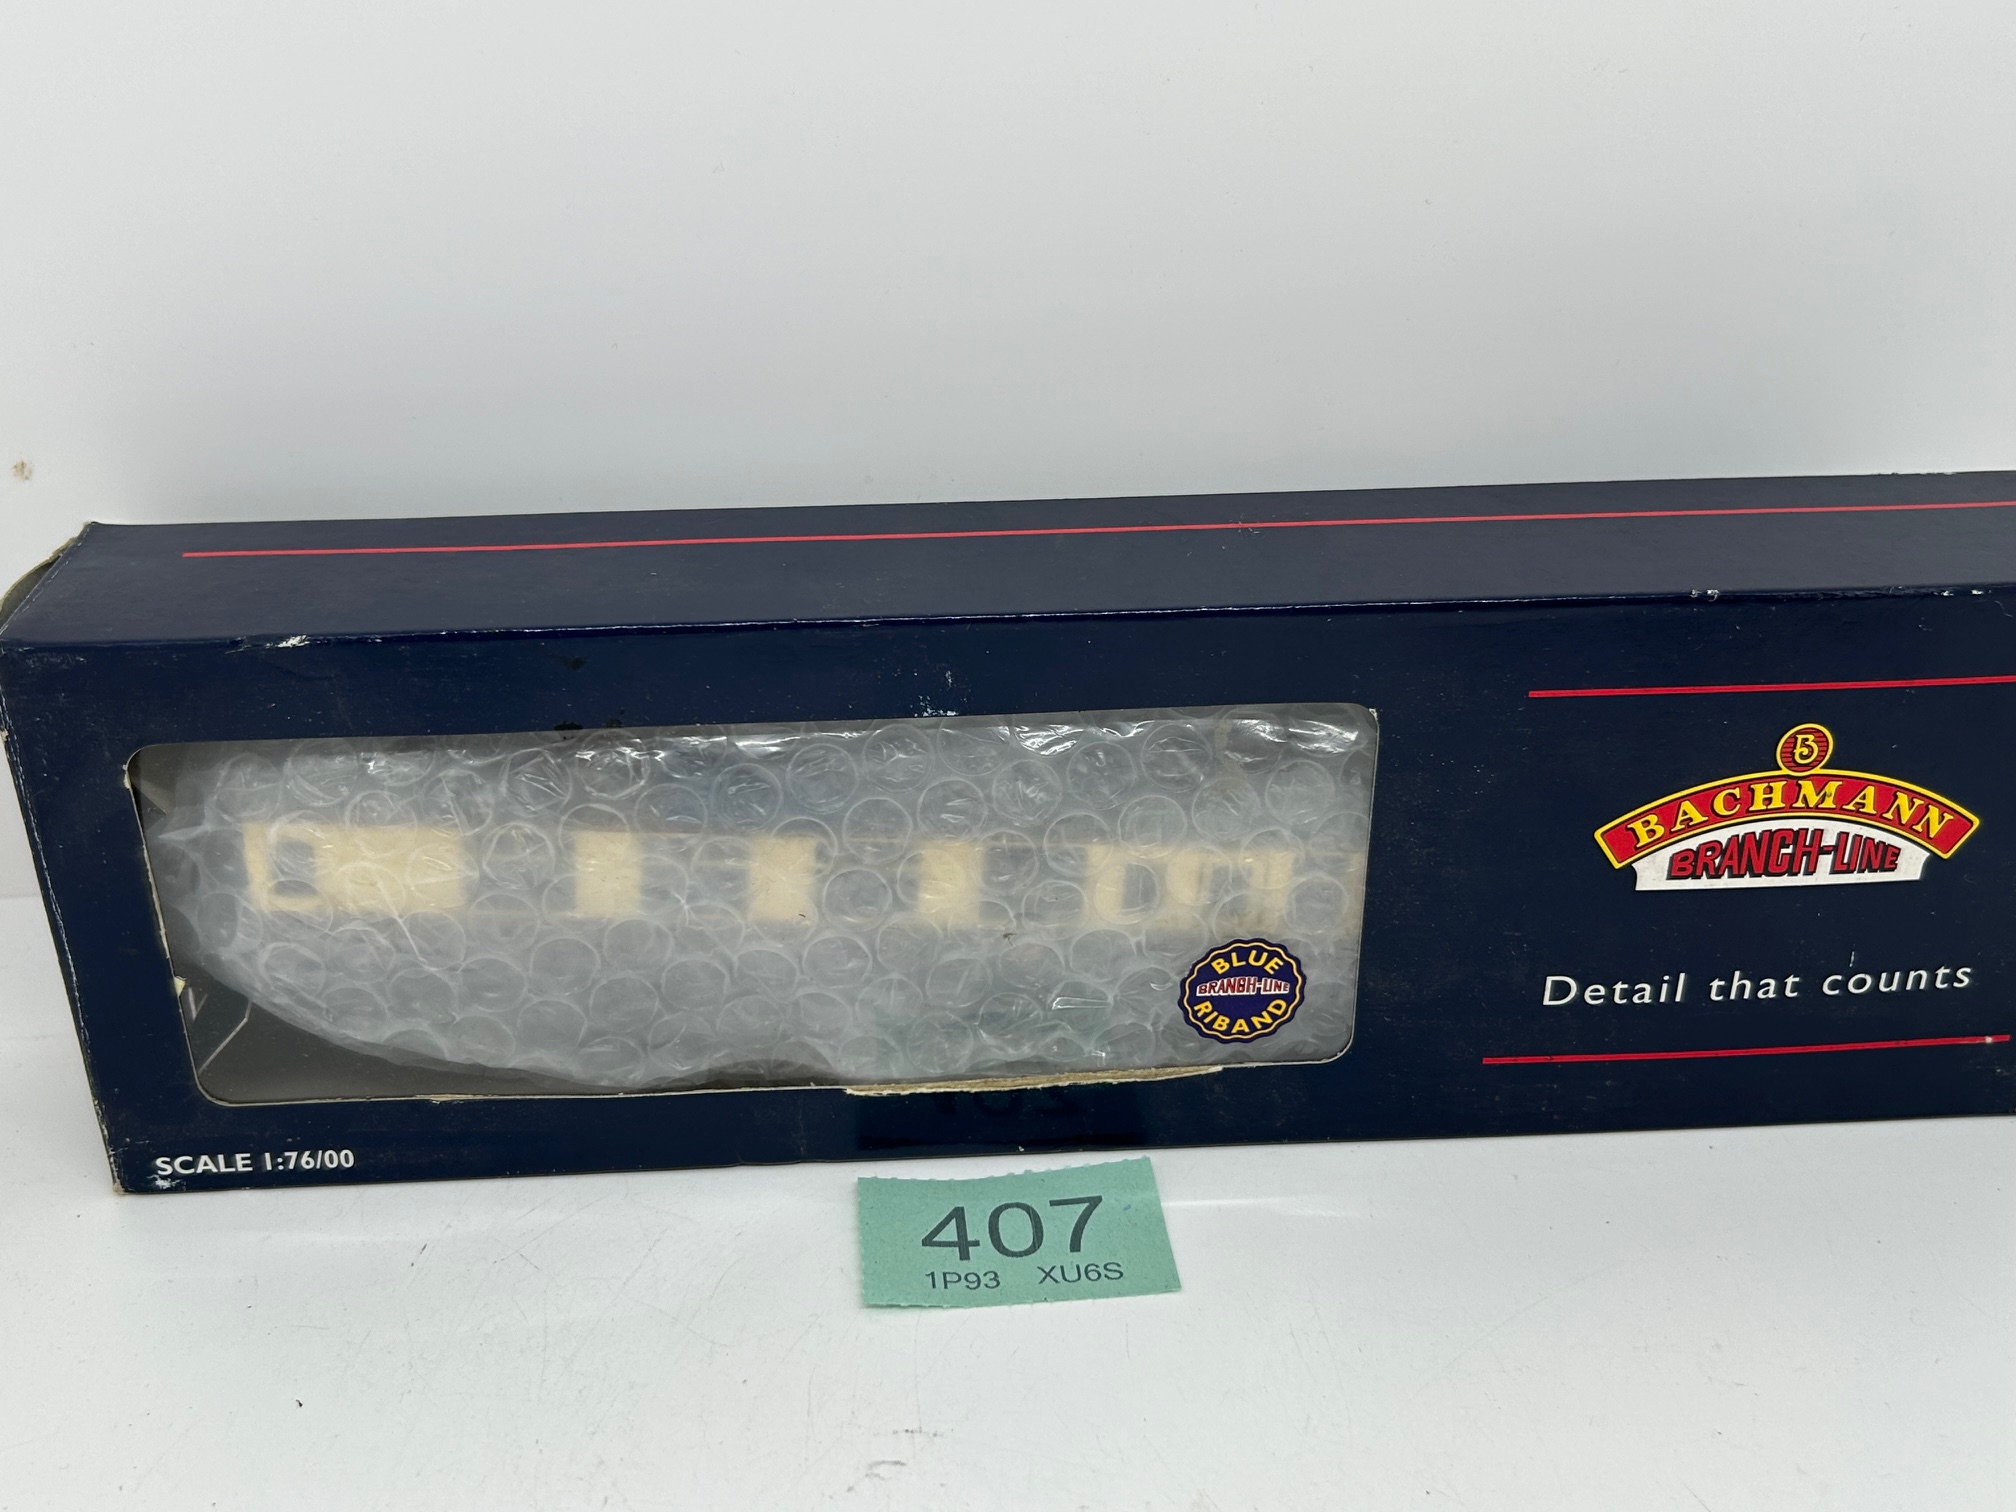 B
BACHMANN
BRANCH-LINE
Detail that counts
BLUE
BRANCH-LINE
RIBAND
SCALE 1:76/00
407
1P93 XU6S